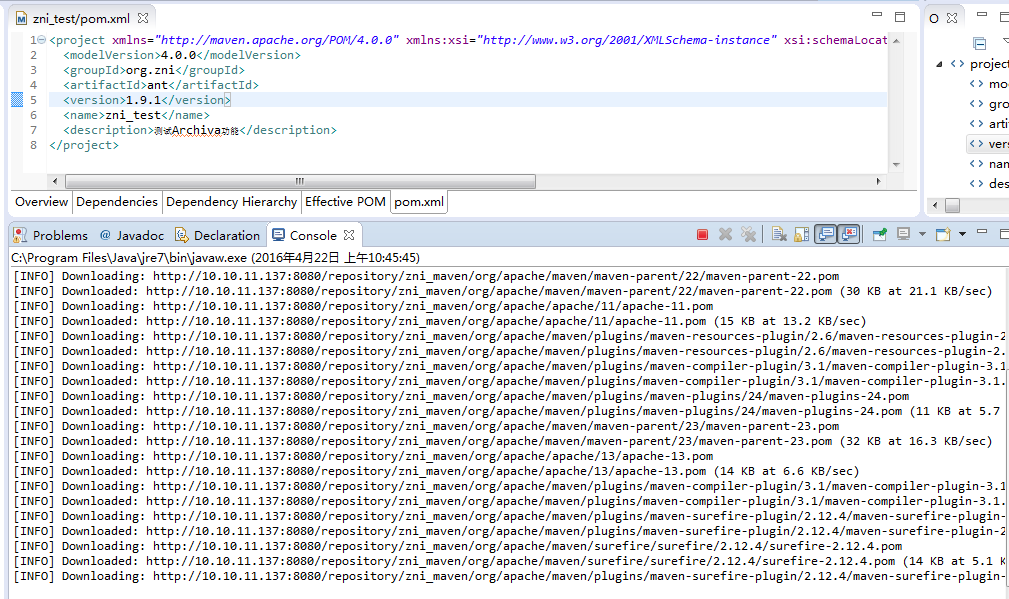 zni_test/pom.xml
1 <project xmlns="http://maven.apache.org/POM/4.0.0" xmlns:xsi="http://www.w3.org/2001/XMLSchema-instance" xsi:schemaLocat
2 <modelVersion>4.0.0</modelVersion>
3 <groupId>org.zni</groupId>
4 <artifactId>ant</artifactId>
5 <version>1.9.1</version>
6 <name>zni_test</name>
7 <description>测试Archiva功能</description>
8 </project>
O
project
mo
gro
arti
vers
nam
des
Overview Dependencies Dependency Hierarchy Effective POM pom.xml
Problems @ Javadoc Declaration Console
C:\Program Files\Java\jre7\bin\javaw.exe (2016年4月22日 上午10:45:45)
[INFO] Downloading: http://10.10.11.137:8080/repository/zni_maven/org/apache/maven/maven-parent/22/maven-parent-22.pom
[INFO] Downloaded: http://10.10.11.137:8080/repository/zni_maven/org/apache/maven/maven-parent/22/maven-parent-22.pom (30 KB at 21.1 KB/sec)
[INFO] Downloading: http://10.10.11.137:8080/repository/zni_maven/org/apache/apache/11/apache-11.pom
[INFO] Downloaded: http://10.10.11.137:8080/repository/zni_maven/org/apache/apache/11/apache-11.pom (15 KB at 13.2 KB/sec)
[INFO] Downloading: http://10.10.11.137:8080/repository/zni_maven/org/apache/maven/plugins/maven-resources-plugin/2.6/maven-resources-plugin-2
[INFO] Downloaded: http://10.10.11.137:8080/repository/zni_maven/org/apache/maven/plugins/maven-resources-plugin/2.6/maven-resources-plugin-2.
[INFO] Downloading: http://10.10.11.137:8080/repository/zni_maven/org/apache/maven/plugins/maven-compiler-plugin/3.1/maven-compiler-plugin-3.1
[INFO] Downloaded: http://10.10.11.137:8080/repository/zni_maven/org/apache/maven/plugins/maven-compiler-plugin/3.1/maven-compiler-plugin-3.1.
[INFO] Downloading: http://10.10.11.137:8080/repository/zni_maven/org/apache/maven/plugins/maven-plugins/24/maven-plugins-24.pom
[INFO] Downloaded: http://10.10.11.137:8080/repository/zni_maven/org/apache/maven/plugins/maven-plugins/24/maven-plugins-24.pom (11 KB at 5.7
[INFO] Downloading: http://10.10.11.137:8080/repository/zni_maven/org/apache/maven/maven-parent/23/maven-parent-23.pom
[INFO] Downloaded: http://10.10.11.137:8080/repository/zni_maven/org/apache/maven/maven-parent/23/maven-parent-23.pom (32 KB at 16.3 KB/sec)
[INFO] Downloading: http://10.10.11.137:8080/repository/zni_maven/org/apache/apache/13/apache-13.pom
[INFO] Downloaded: http://10.10.11.137:8080/repository/zni_maven/org/apache/apache/13/apache-13.pom (14 KB at 6.6 KB/sec)
[INFO] Downloading: http://10.10.11.137:8080/repository/zni_maven/org/apache/maven/plugins/maven-compiler-plugin/3.1/maven-compiler-plugin-3.1
[INFO] Downloaded: http://10.10.11.137:8080/repository/zni_maven/org/apache/maven/plugins/maven-compiler-plugin/3.1/maven-compiler-plugin-3.1.
[INFO] Downloading: http://10.10.11.137:8080/repository/zni_maven/org/apache/maven/plugins/maven-surefire-plugin/2.12.4/maven-surefire-plugin-
[INFO] Downloaded: http://10.10.11.137:8080/repository/zni_maven/org/apache/maven/plugins/maven-surefire-plugin/2.12.4/maven-surefire-plugin-2
[INFO] Downloading: http://10.10.11.137:8080/repository/zni_maven/org/apache/maven/surefire/surefire/2.12.4/surefire-2.12.4.pom
[INFO] Downloaded: http://10.10.11.137:8080/repository/zni_maven/org/apache/maven/surefire/surefire/2.12.4/surefire-2.12.4.pom (14 KB at 5.1 K
[INFO] Downloading: http://10.10.11.137:8080/repository/zni_maven/org/apache/maven/plugins/maven-surefire-plugin/2.12.4/maven-surefire-plugin-